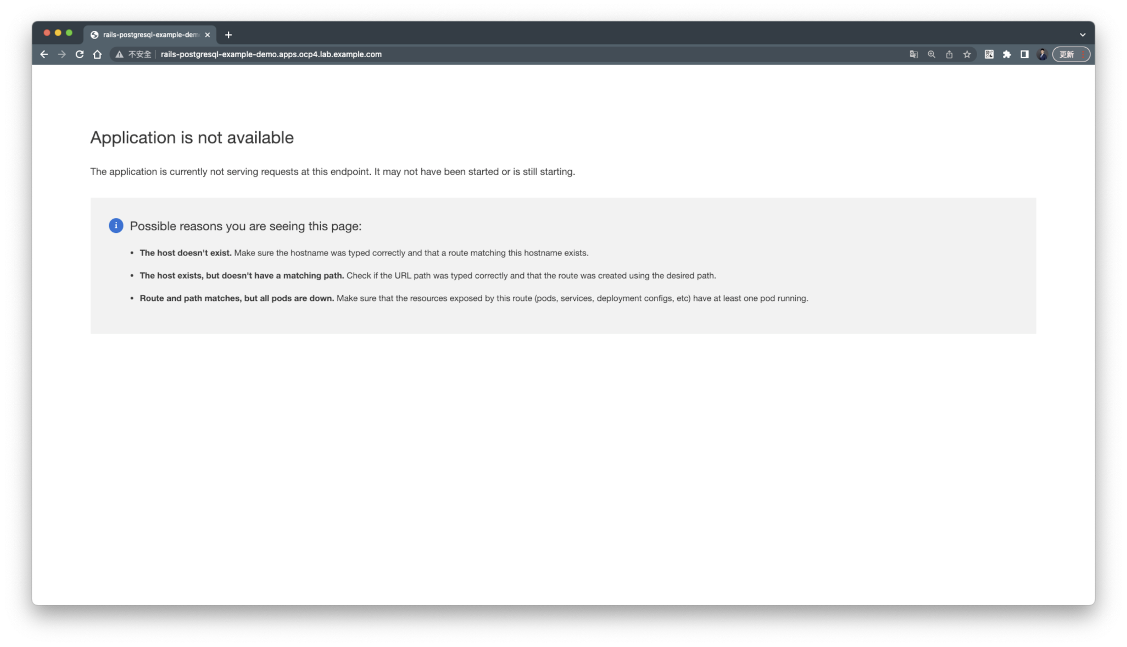 rails-postgresql-example-dem
不安全
rails-postgresql-example-demo.apps.ocp4.lab.example.com
更新
Application is not available
The application is currently not serving requests at this endpoint. It may not have been started or is still starting.
Possible reasons you are seeing this page:
• The host doesn't exist. Make sure the hostname was typed correctly and that a route matching this hostname exists.
• The host exists, but doesn't have a matching path. Check if the URL path was typed correctly and that the route was created using the desired path.
• Route and path matches, but all pods are down. Make sure that the resources exposed by this route (pods, services, deployment configs, etc) have at least one pod running.